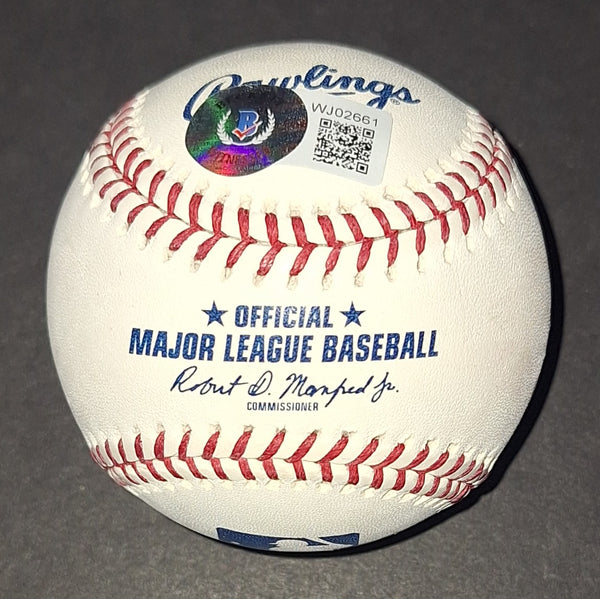 Rawlings
WJ02661
★ OFFICIAL ★
MAJOR LEAGUE BASEBALL
Robert D. Manfred Jr.
COMMISSIONER